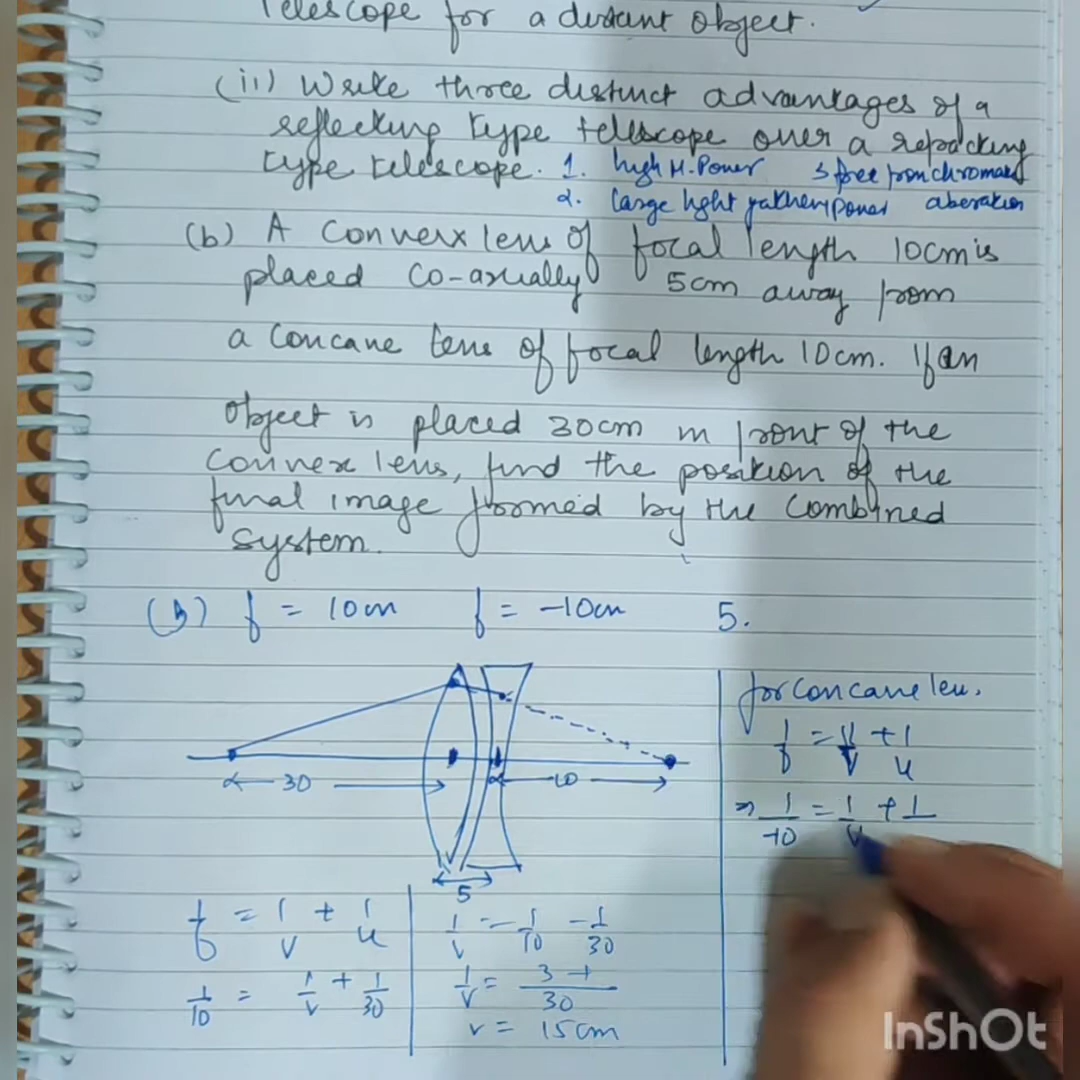 Telescope for a distant object.
(iii) Write three distinct advantages of a
reflecting type telescope over a refracting
type telescope. 1. high M. Power 3 free from chromatic
2. large light gathering power aberation
(b) A convex lens of focal length 10cm is
placed co-axially 5cm away from
a concave lens of focal length 10cm. If an
object is placed 30cm in front of the
convex lens, find the position of the
final image formed by the combined
system.
(b) f = 10cm f = -10cm 5.
30
10
5
1/f = 1/v + 1/u
1/10 = 1/v + 1/30
1/v = 1/10 - 1/30
1/v = 3-1/30
v = 15cm
for concave len.
1/f = 1/v + 1/u
⇒ 1/-10 = 1/v + 1
InShOt